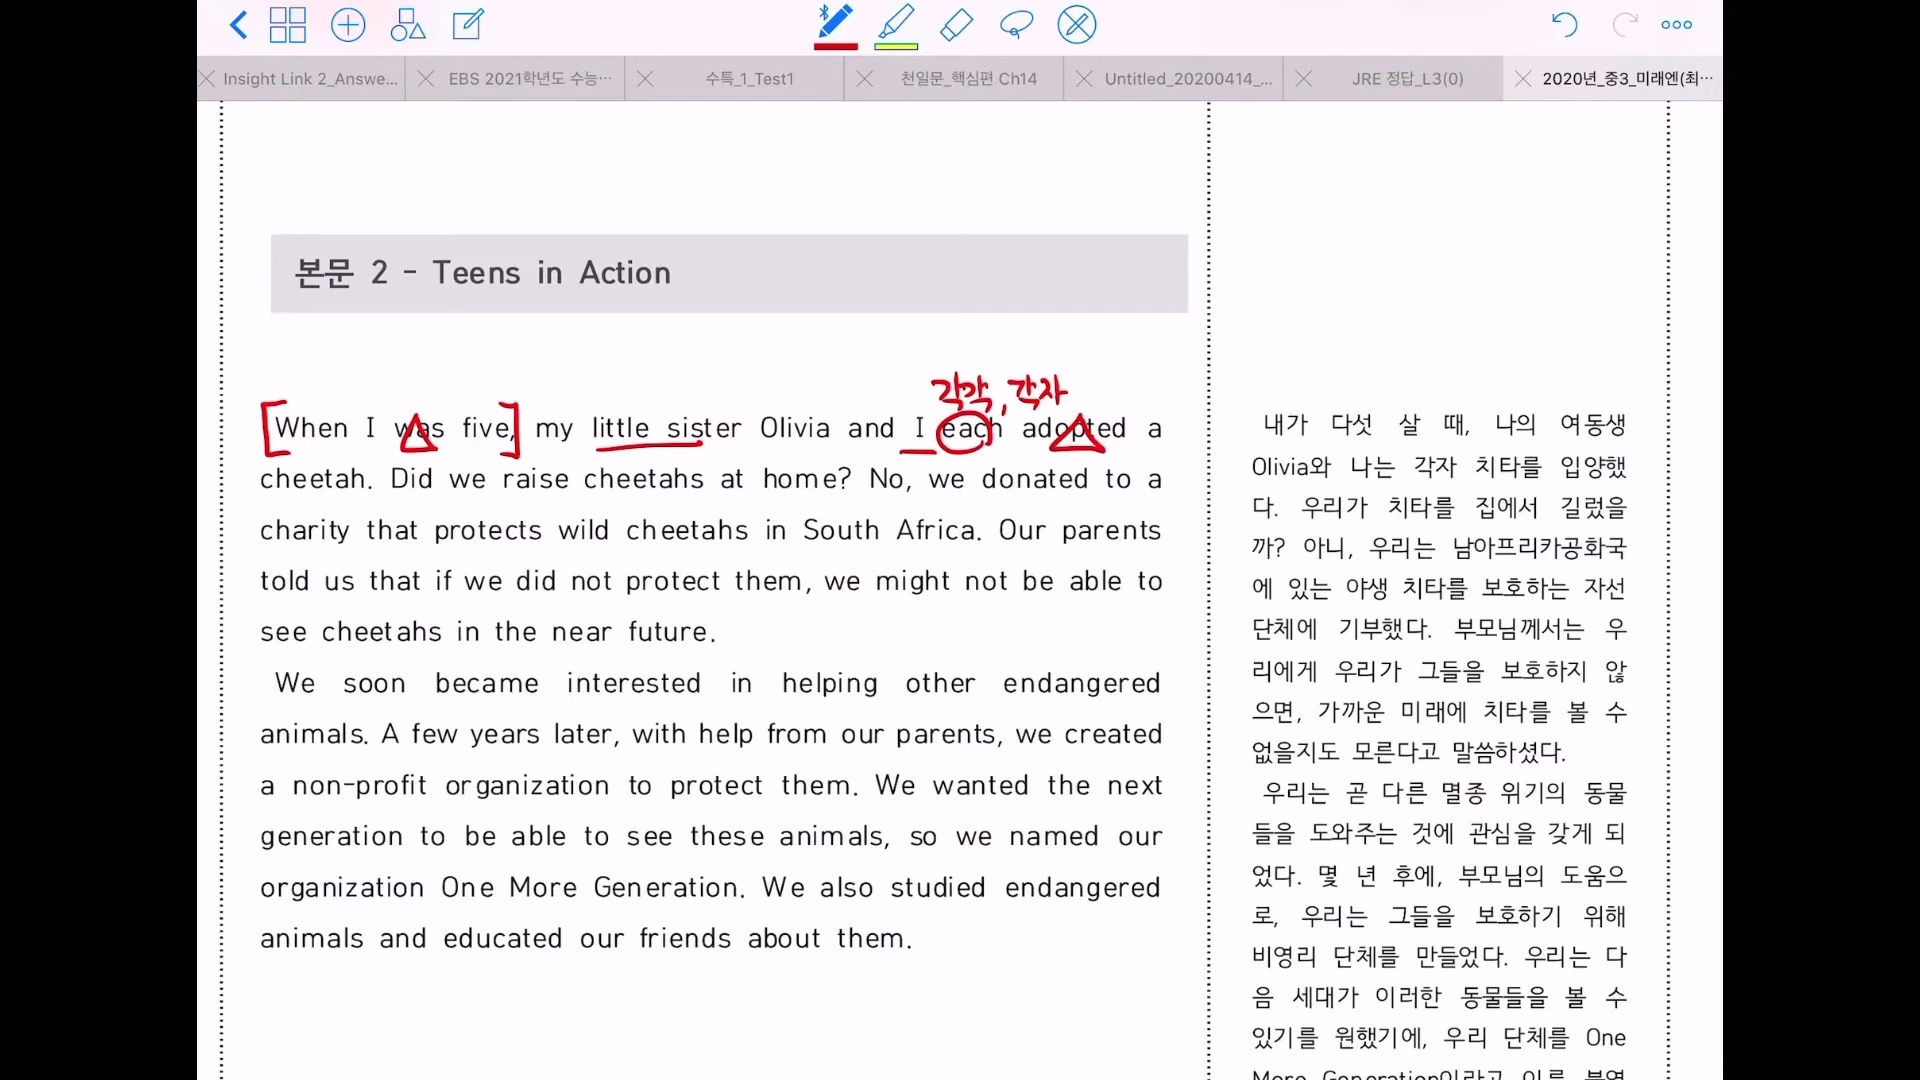 Insight Link 2_Answe...
EBS 2021학년도 수능...
수특_1_Test1
천일문_핵심편 Ch14
Untitled_20200414_...
JRE 정답_L3(0)
2020년_중3_미래엔(최...
본문 2 - Teens in Action
각각, 각자
When I was five, my little sister Olivia and I each adopted a
cheetah. Did we raise cheetahs at home? No, we donated to a
charity that protects wild cheetahs in South Africa. Our parents
told us that if we did not protect them, we might not be able to
see cheetahs in the near future.
We soon became interested in helping other endangered
animals. A few years later, with help from our parents, we created
a non-profit organization to protect them. We wanted the next
generation to be able to see these animals, so we named our
organization One More Generation. We also studied endangered
animals and educated our friends about them.
내가 다섯 살 때, 나의 여동생
Olivia와 나는 각자 치타를 입양했
다. 우리가 치타를 집에서 길렀을
까? 아니, 우리는 남아프리카공화국
에 있는 야생 치타를 보호하는 자선
단체에 기부했다. 부모님께서는 우
리에게 우리가 그들을 보호하지 않
으면, 가까운 미래에 치타를 볼 수
없을지도 모른다고 말씀하셨다.
우리는 곧 다른 멸종 위기의 동물
들을 도와주는 것에 관심을 갖게 되
었다. 몇 년 후에, 부모님의 도움으
로, 우리는 그들을 보호하기 위해
비영리 단체를 만들었다. 우리는 다
음 세대가 이러한 동물들을 볼 수
있기를 원했기에, 우리 단체를 One
More Generation이라고 이름